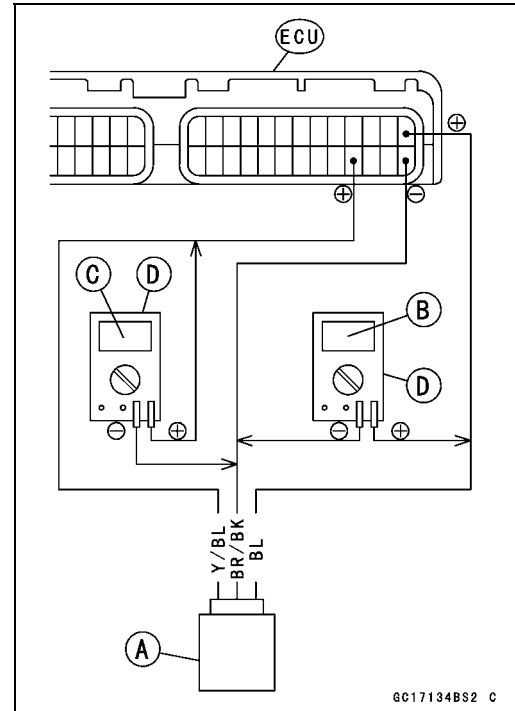 ECU
⊕
⊕ ⊖
C D B
D
⊖ ⊕ ⊖ ⊕
Y/BL
BR/BK
BL
A
GC17134BS2 C